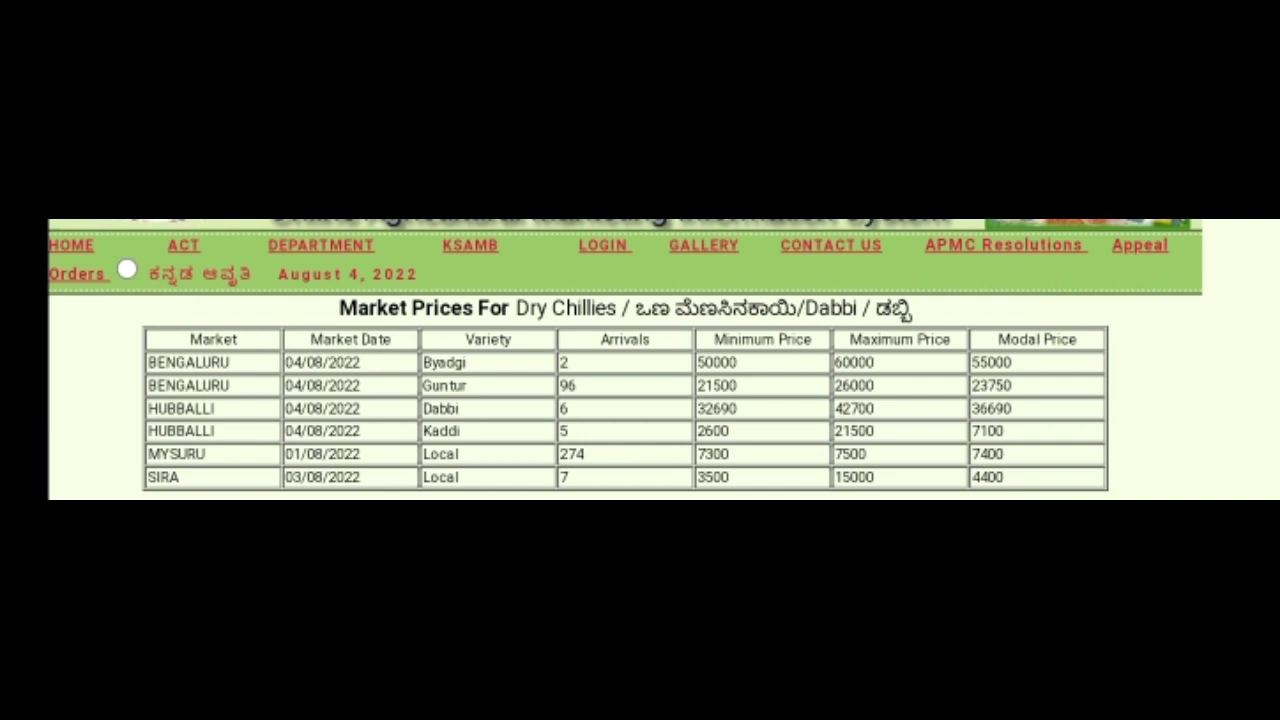 HOME ACT DEPARTMENT KSAMB LOGIN GALLERY CONTACT US APMC Resolutions Appeal
Orders ಕನ್ನಡ ಆವೃತಿ August 4, 2022
Market Prices For Dry Chillies / ಒಣ ಮೆಣಸಿನಕಾಯಿ/Dabbi / ಡಬ್ಬಿ
Market Market Date Variety Arrivals Minimum Price Maximum Price Modal Price
BENGALURU 04/08/2022 Byadgi 2 50000 60000 55000
BENGALURU 04/08/2022 Guntur 96 21500 26000 23750
HUBBALLI 04/08/2022 Dabbi 6 32690 42700 36690
HUBBALLI 04/08/2022 Kaddi 5 2600 21500 7100
MYSURU 01/08/2022 Local 274 7300 7500 7400
SIRA 03/08/2022 Local 7 3500 15000 4400